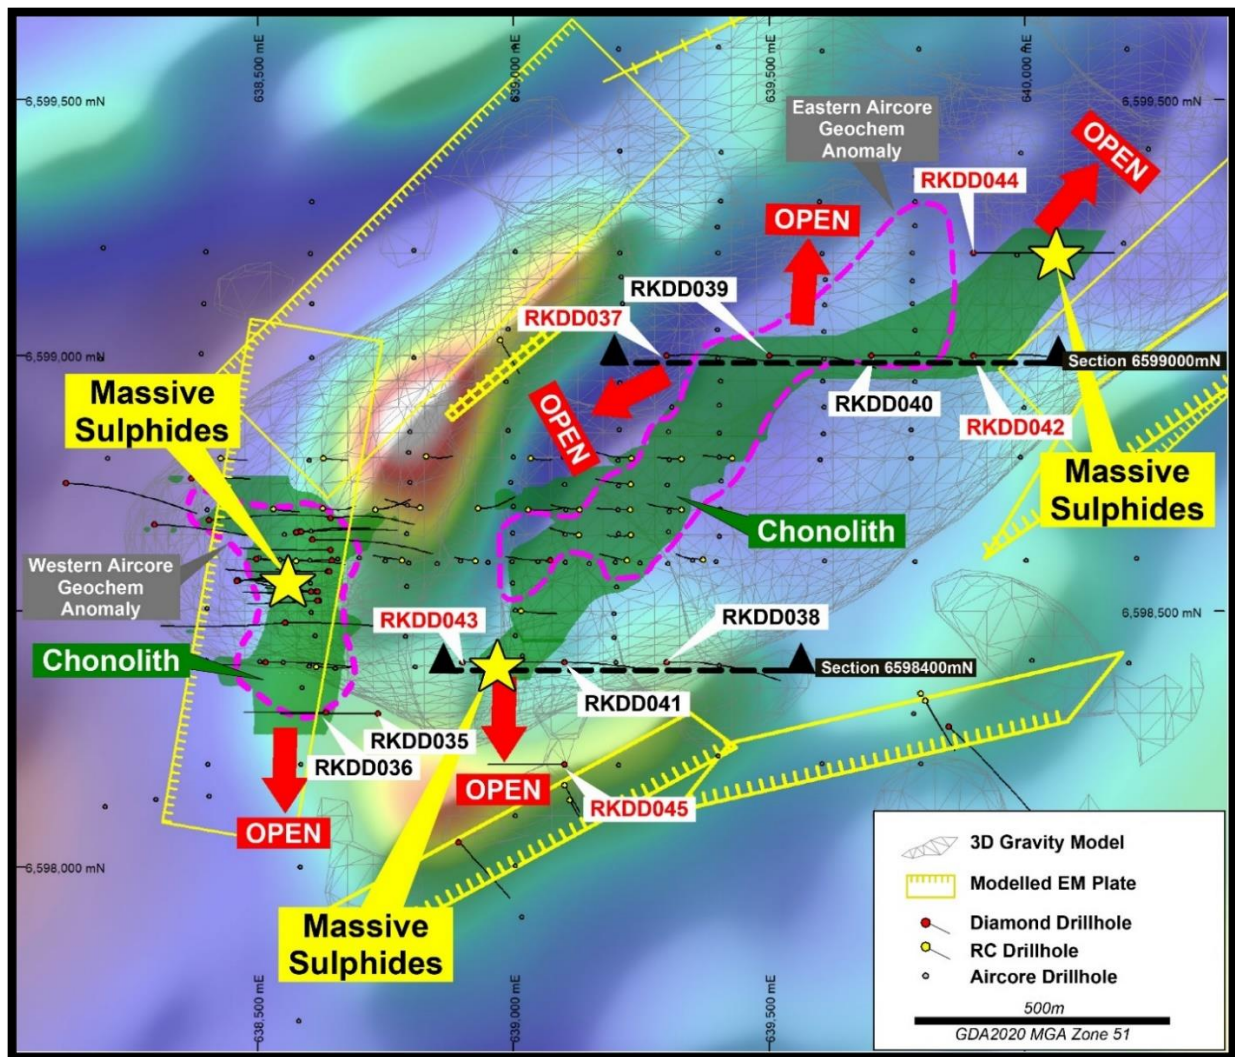 638,500 mE
639,000 mE
639,500 mE
640,000 mE
6,599,500 mN
6,599,500 mN
Eastern Aircore
Geochem
Anomaly
OPEN
RKDD044
OPEN
RKDD039
RKDD037
6,599,000 mN
Section 6599000mN
Massive
Sulphides
OPEN
RKDD040
RKDD042
Massive
Sulphides
Chonolith
Western Aircore
Geochem
Anomaly
6,598,500 mN
RKDD043
RKDD038
Chonolith
Section 6598400mN
RKDD041
RKDD035
RKDD036
OPEN
RKDD045
OPEN
6,598,000 mN
Massive
Sulphides
638,500 mE
639,000 mE
639,500 mE
3D Gravity Model
Modelled EM Plate
Diamond Drillhole
RC Drillhole
Aircore Drillhole
500m
GDA2020 MGA Zone 51